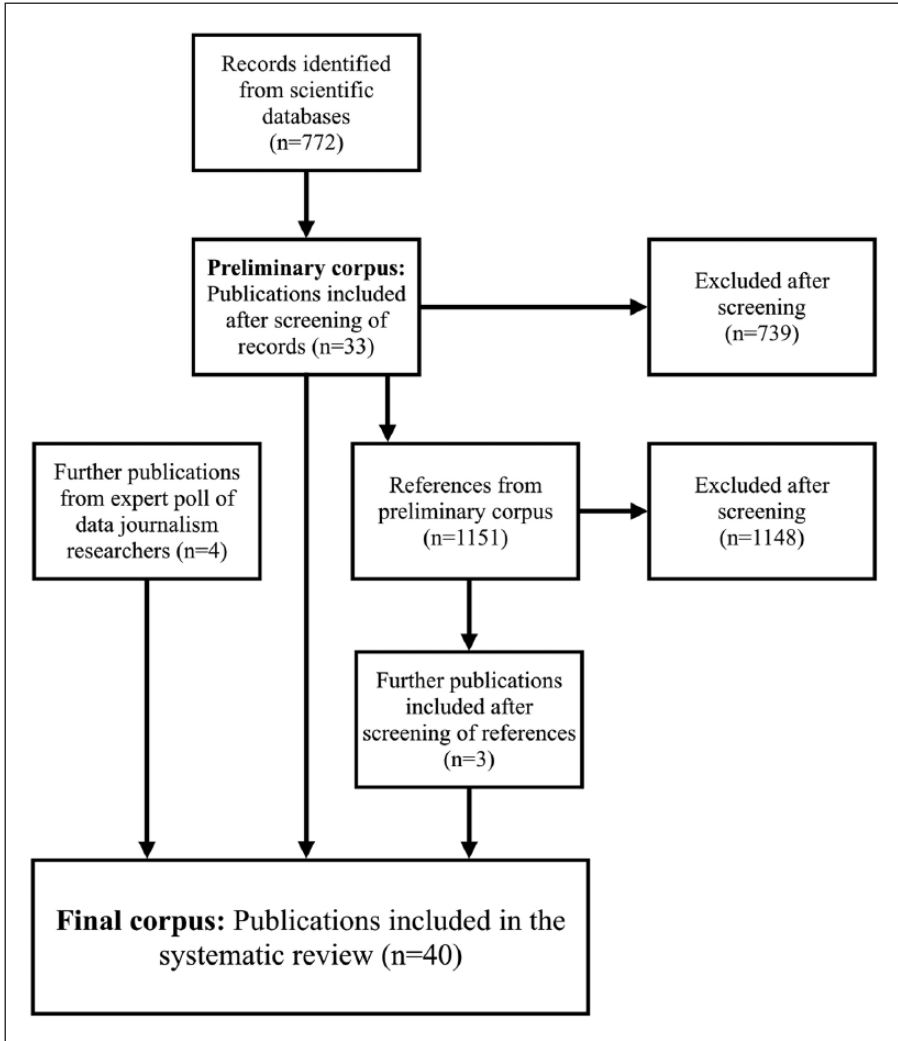 Records identified
from scientific
databases
(n=772)
Preliminary corpus:
Publications included
after screening of
records (n=33)
Excluded after
screening
(n=739)
Further publications
from expert poll of
data journalism
researchers (n=4)
References from
preliminary corpus
(n=1151)
Excluded after
screening
(n=1148)
Further publications
included after
screening of references
(n=3)
Final corpus: Publications included in the
systematic review (n=40)